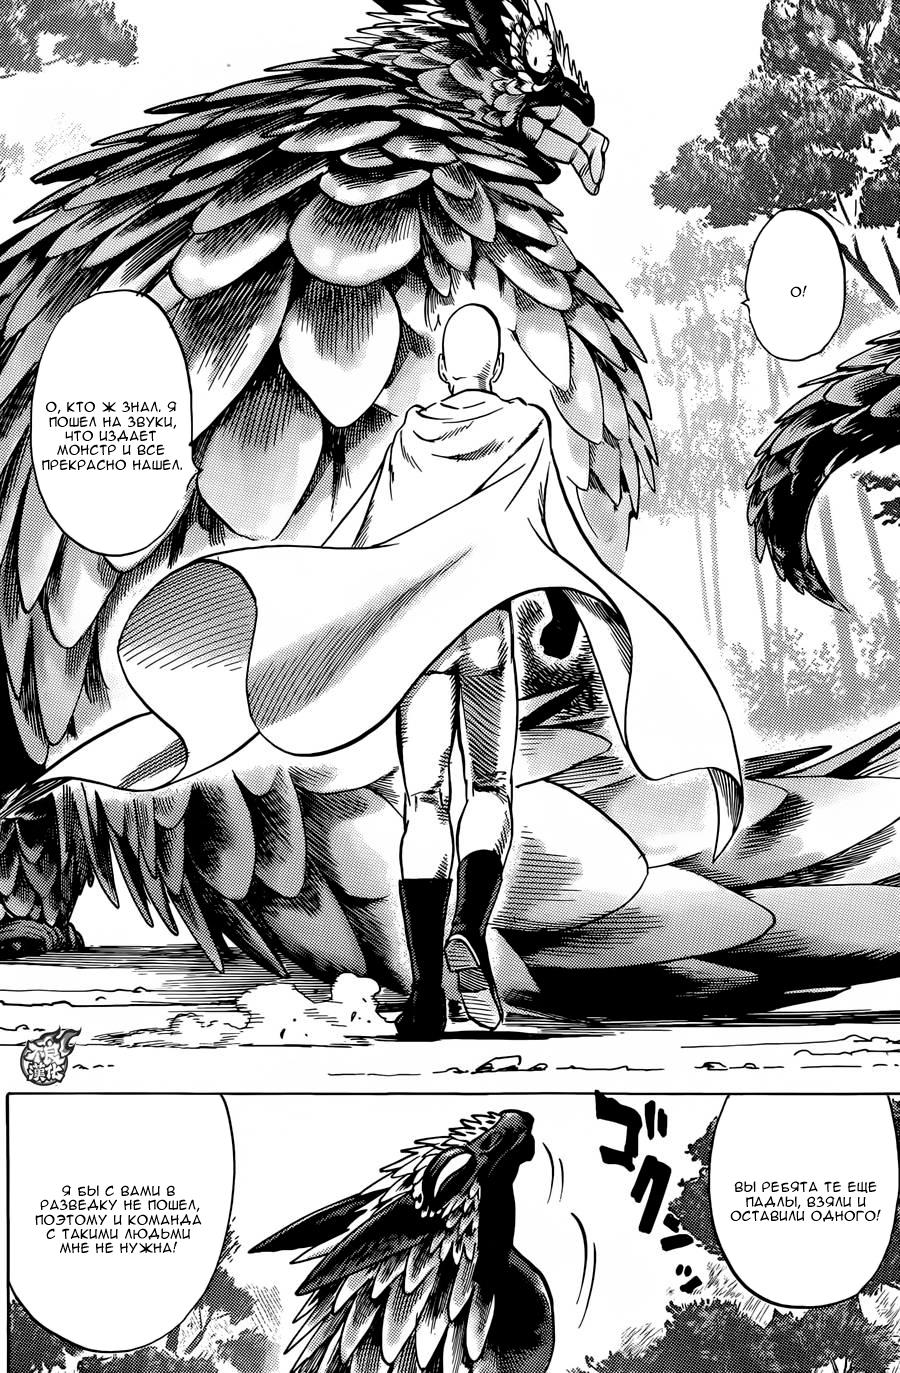 О!
О, КТО Ж ЗНАЛ. Я
ПОШЕЛ НА ЗВУКИ,
ЧТО ИЗДАЕТ
МОНСТР И ВСЕ
ПРЕКРАСНО НАШЕЛ.
ВЫ РЕБЯТА ТЕ ЕЩЕ
ПАДЛЫ, ВЗЯЛИ И
ОСТАВИЛИ ОДНОГО!
ゴクン
Я БЫ С ВАМИ В
РАЗВЕДКУ НЕ ПОШЕЛ,
ПОЭТОМУ И КОМАНДА
С ТАКИМИ ЛЮДЬМИ
МНЕ НЕ НУЖНА!